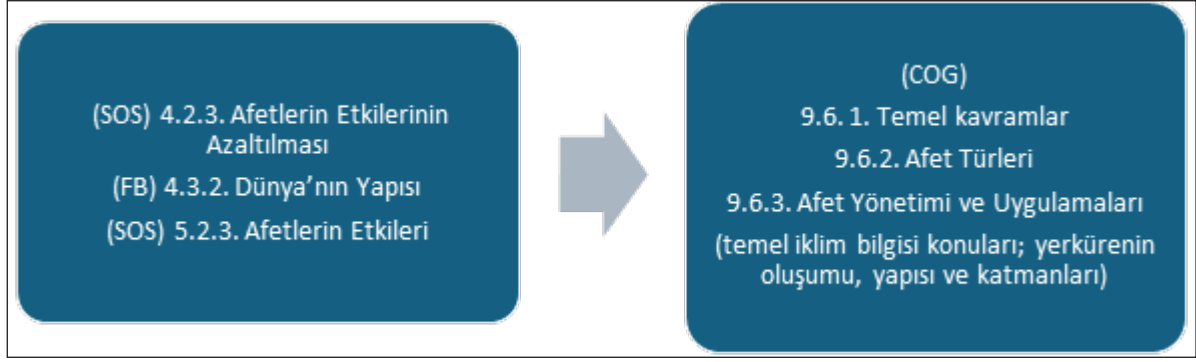 (SOS) 4.2.3. Afetlerin Etkilerinin
Azaltılması
(FB) 4.3.2. Dünya’nın Yapısı
(SOS) 5.2.3. Afetlerin Etkileri
(COG)
9.6. 1. Temel kavramlar
9.6.2. Afet Türleri
9.6.3. Afet Yönetimi ve Uygulamaları
(temel iklim bilgisi konuları; yerkürenin
oluşumu, yapısı ve katmanları)